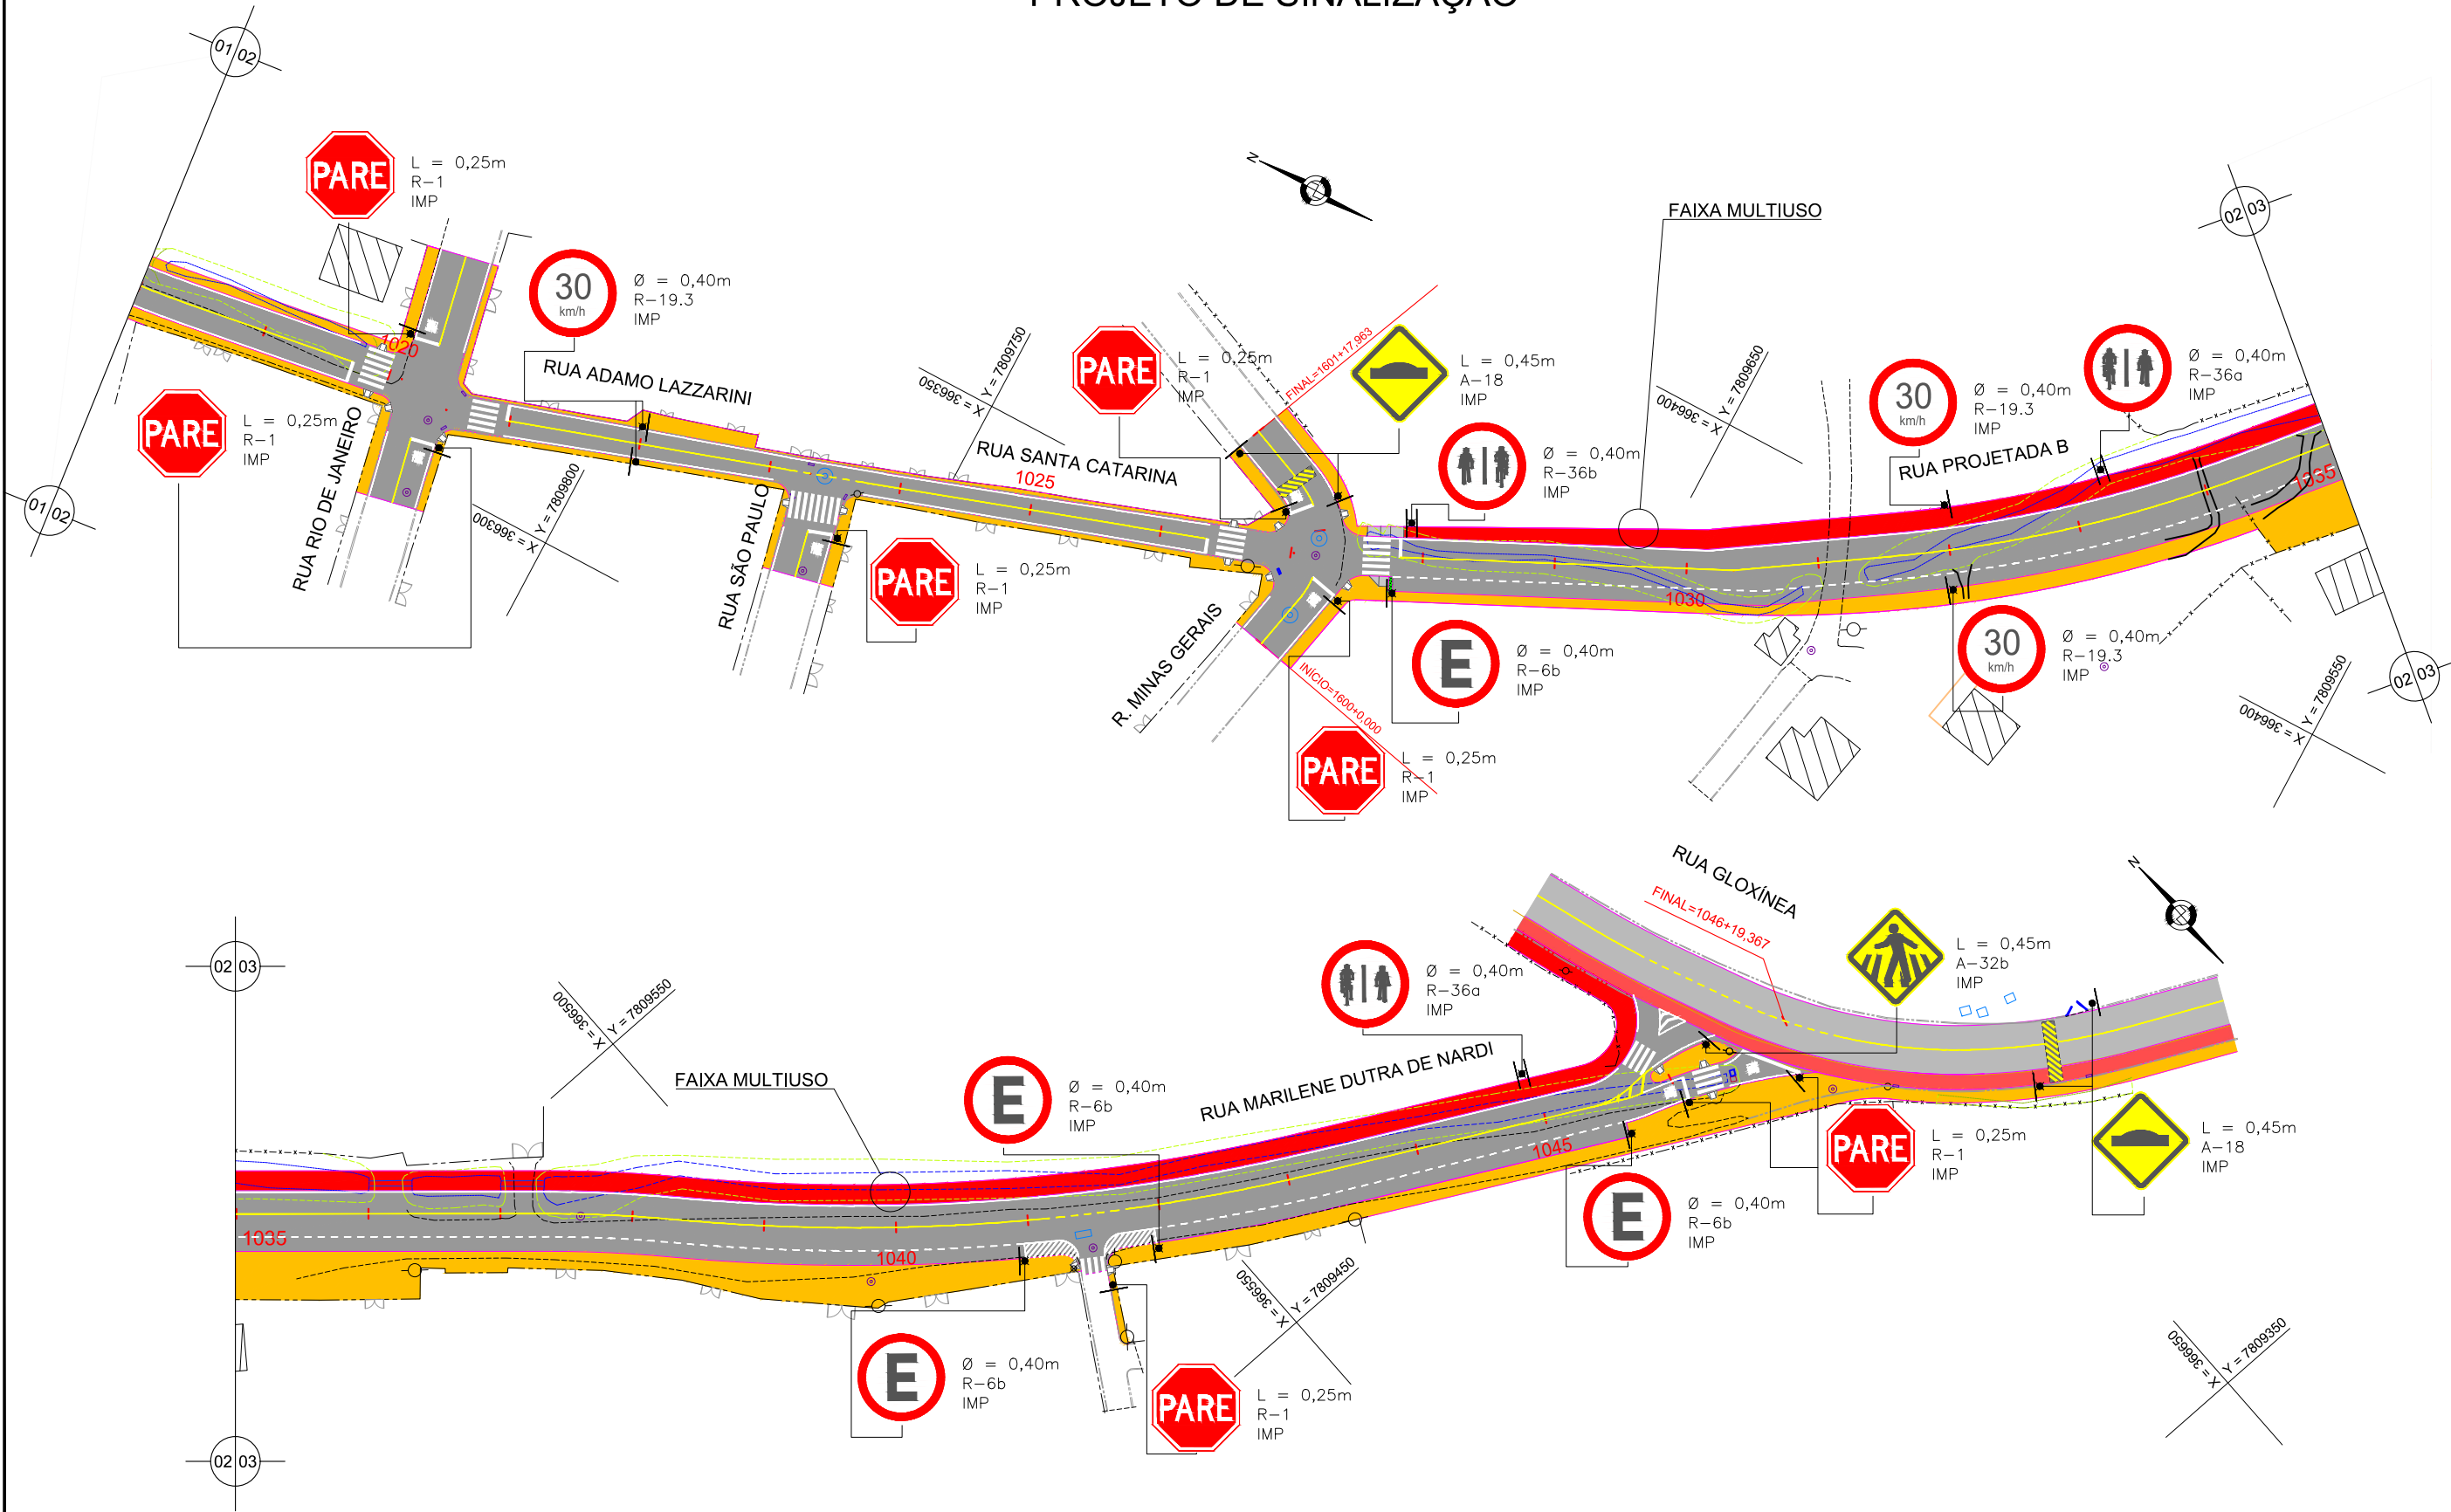 PROJETO DE SINALIZAÇÃO
01 02
01 02
PARE
L = 0,25m
R-1
IMP
30
km/h
Ø = 0,40m
R-19.3
IMP
1020
PARE
L = 0,25m
R-1
IMP
RUA RIO DE JANEIRO
RUA ADAMO LAZZARINI
X = 366300
Y = 7809800
RUA SÃO PAULO
X = 366350
Y = 7809750
RUA SANTA CATARINA
1025
PARE
L = 0,25m
R-1
IMP
N
PARE
L = 0,25m
R-1
IMP
FINAL=1601+17,963
L = 0,45m
A-18
IMP
Ø = 0,40m
R-36b
IMP
R. MINAS GERAIS
INÍCIO=1600+0,000
E
Ø = 0,40m
R-6b
IMP
PARE
L = 0,25m
R-1
IMP
FAIXA MULTIUSO
X = 366400
Y = 7809650
1030
30
km/h
Ø = 0,40m
R-19.3
IMP
RUA PROJETADA B
Ø = 0,40m
R-36a
IMP
02 03
1035
30
km/h
Ø = 0,40m
R-19.3
IMP
02 03
X = 366400
Y = 7809550
02 03
X = 366500
Y = 7809550
FAIXA MULTIUSO
1035
1040
E
Ø = 0,40m
R-6b
IMP
RUA MARILENE DUTRA DE NARDI
Ø = 0,40m
R-36a
IMP
RUA GLOXÍNEA
FINAL=1046+19,367
L = 0,45m
A-32b
IMP
N
1045
E
Ø = 0,40m
R-6b
IMP
PARE
L = 0,25m
R-1
IMP
L = 0,45m
A-18
IMP
E
Ø = 0,40m
R-6b
IMP
PARE
L = 0,25m
R-1
IMP
X = 366550
Y = 7809450
X = 366650
Y = 7809350
02 03